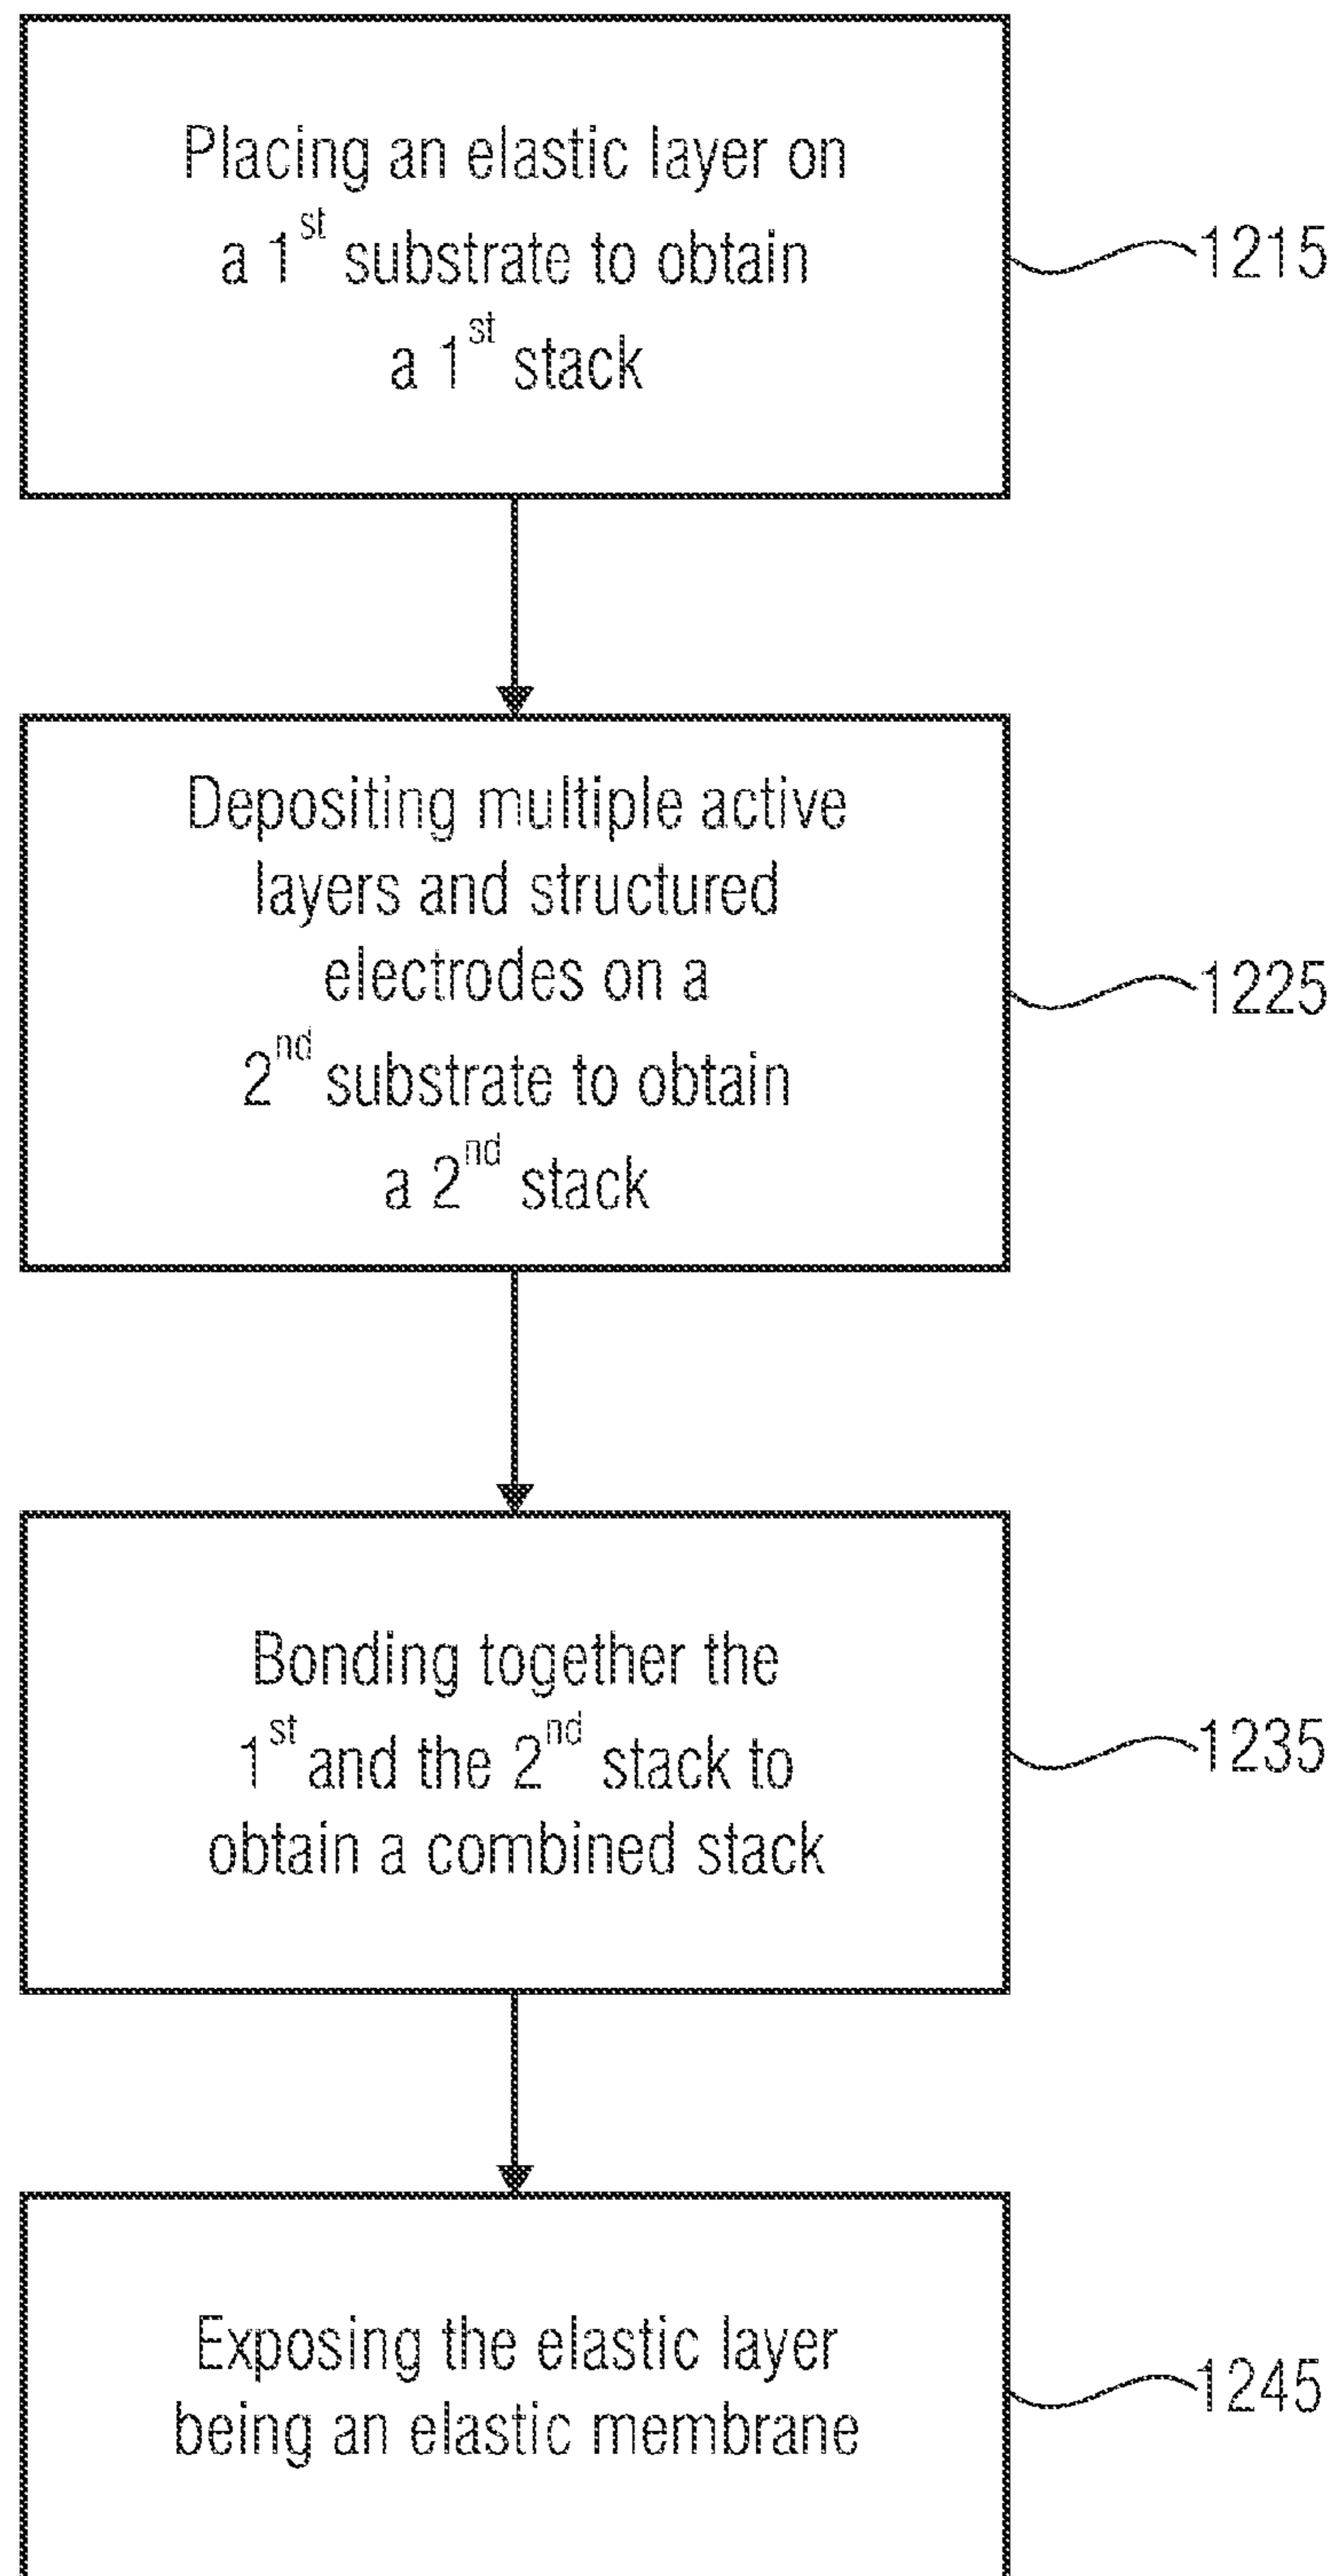 Placing an elastic layer on
a 1st substrate to obtain
a 1st stack
1215
Depositing multiple active
layers and structured
electrodes on a
2nd substrate to obtain
a 2nd stack
1225
Bonding together the
1st and the 2nd stack to
obtain a combined stack
1235
Exposing the elastic layer
being an elastic membrane
1245